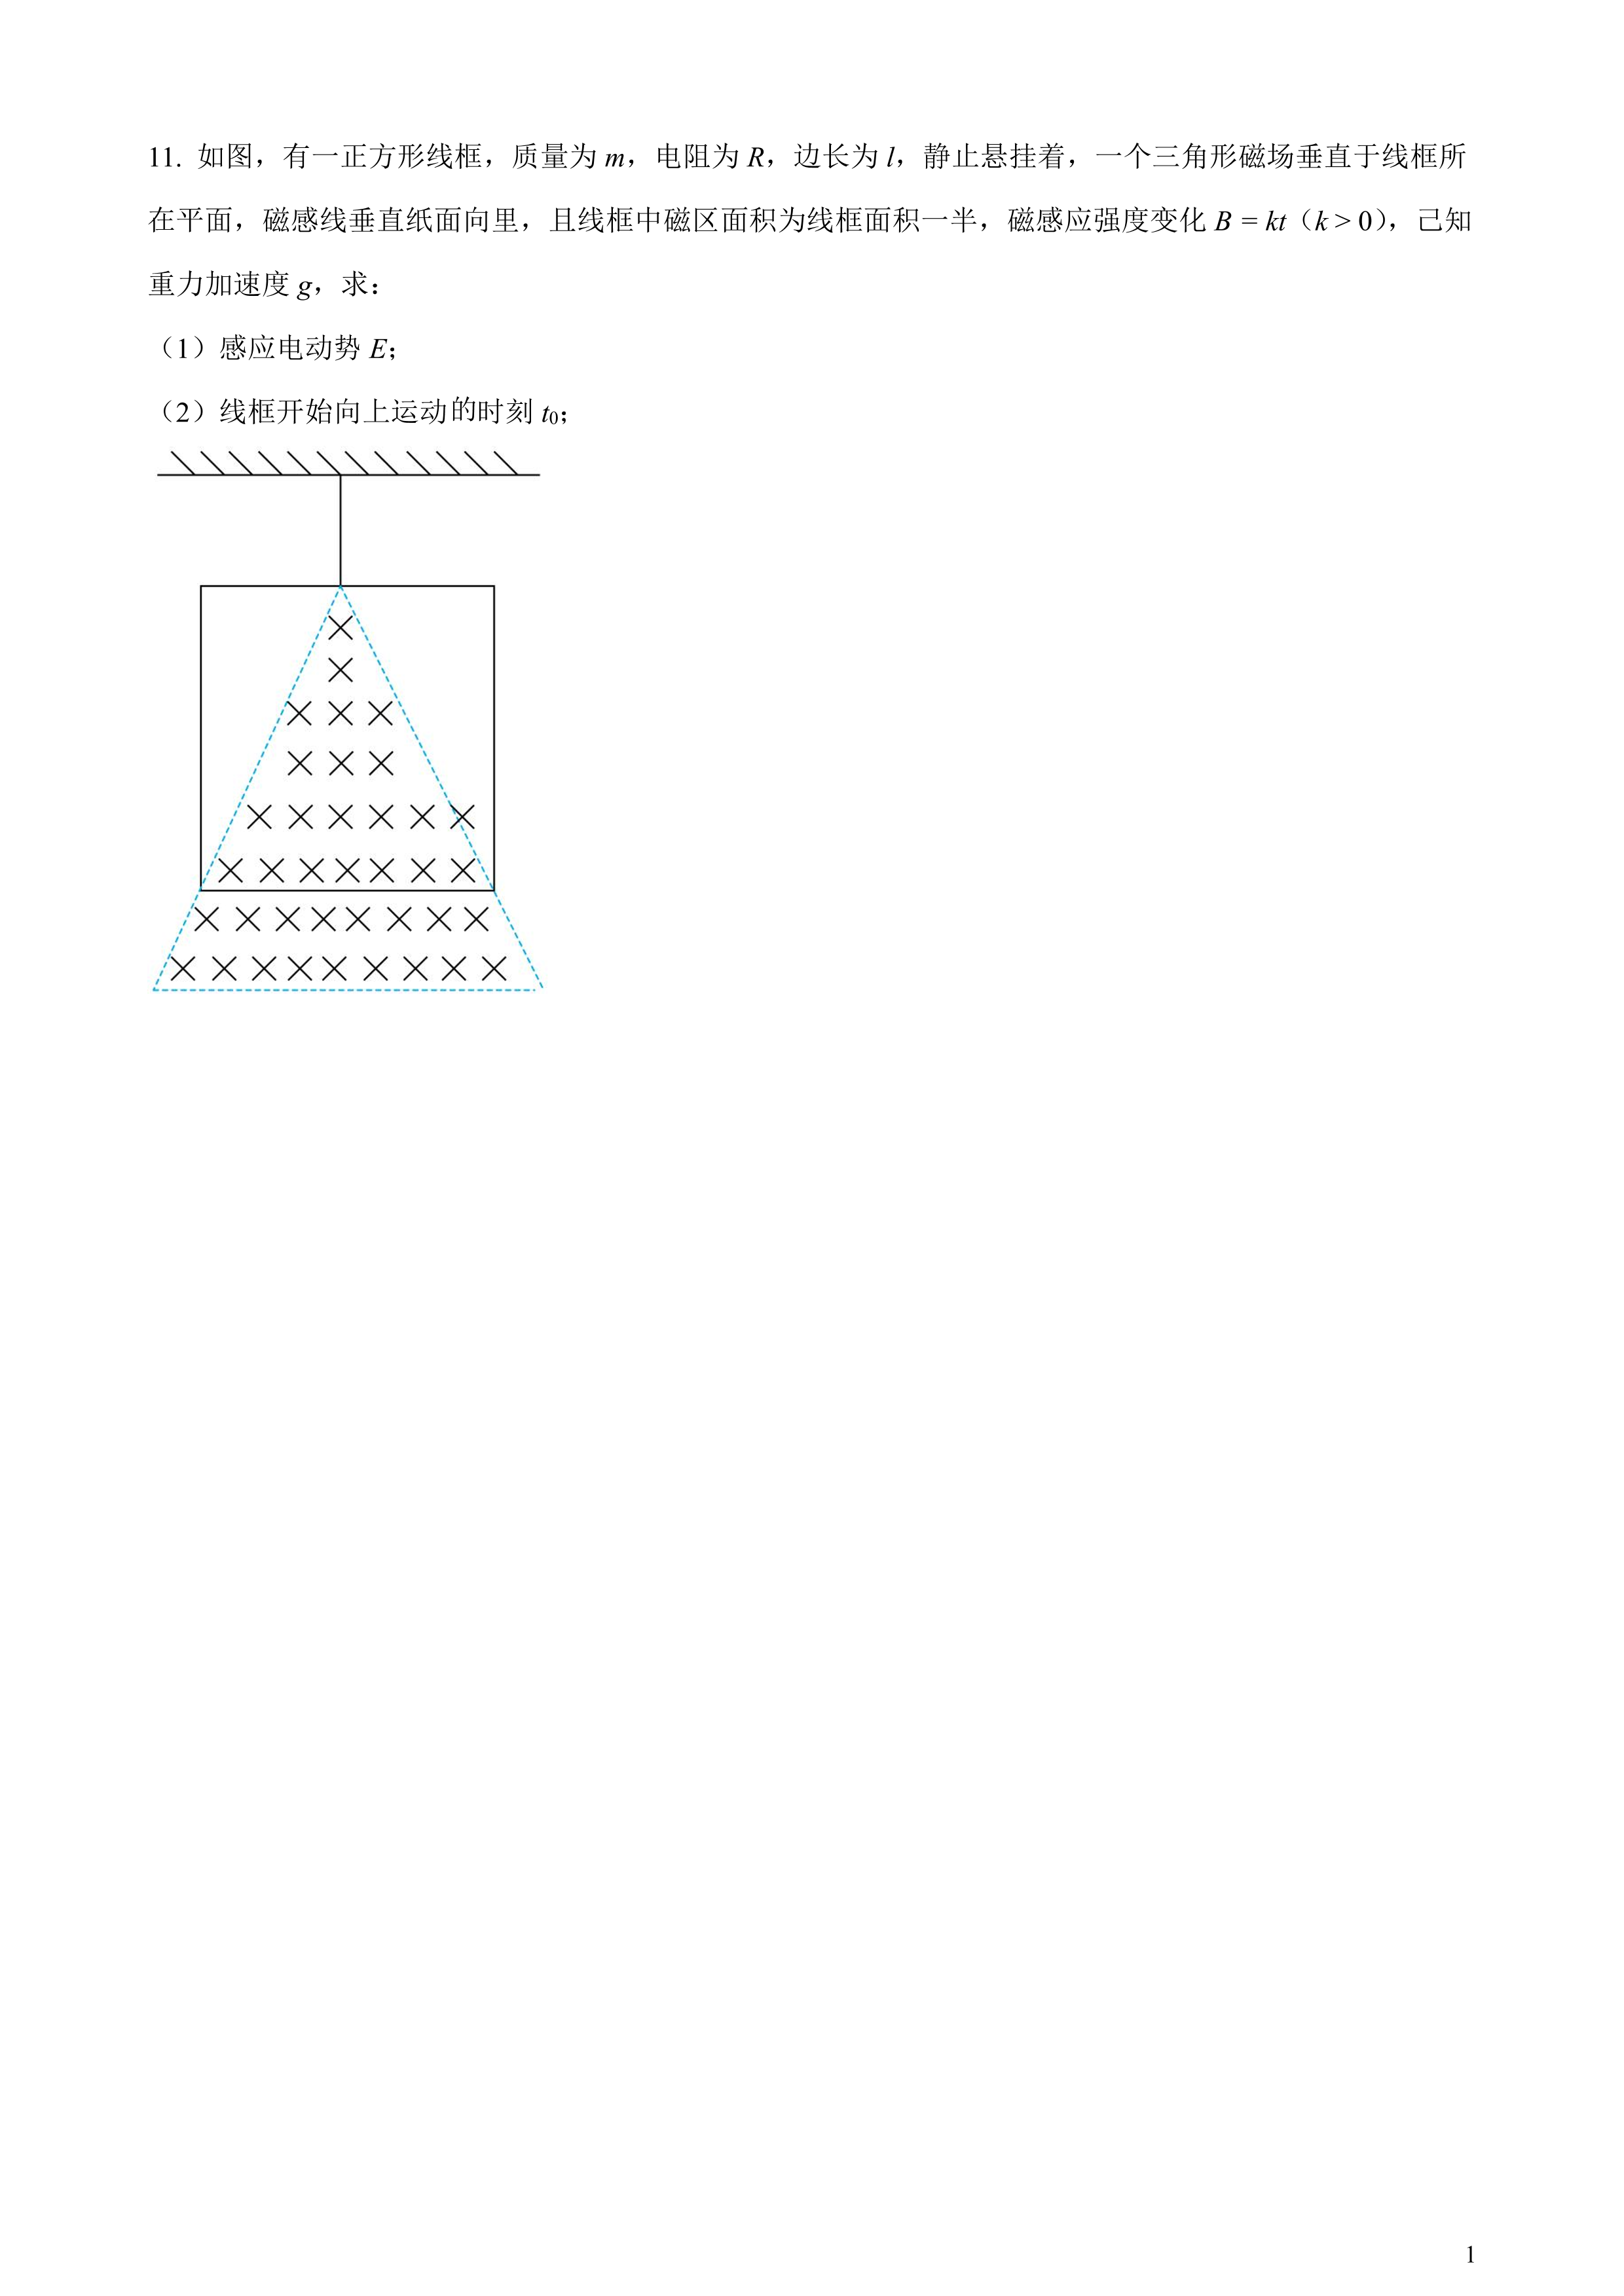 11. 如图，有一正方形线框，质量为 m，电阻为 R，边长为 l，静止悬挂着，一个三角形磁场垂直于线框所
在平面，磁感线垂直纸面向里，且线框中磁区面积为线框面积一半，磁感应强度变化 B = kt（k > 0），己知
重力加速度 g，求：
（1）感应电动势 E；
（2）线框开始向上运动的时刻 t₀；
1